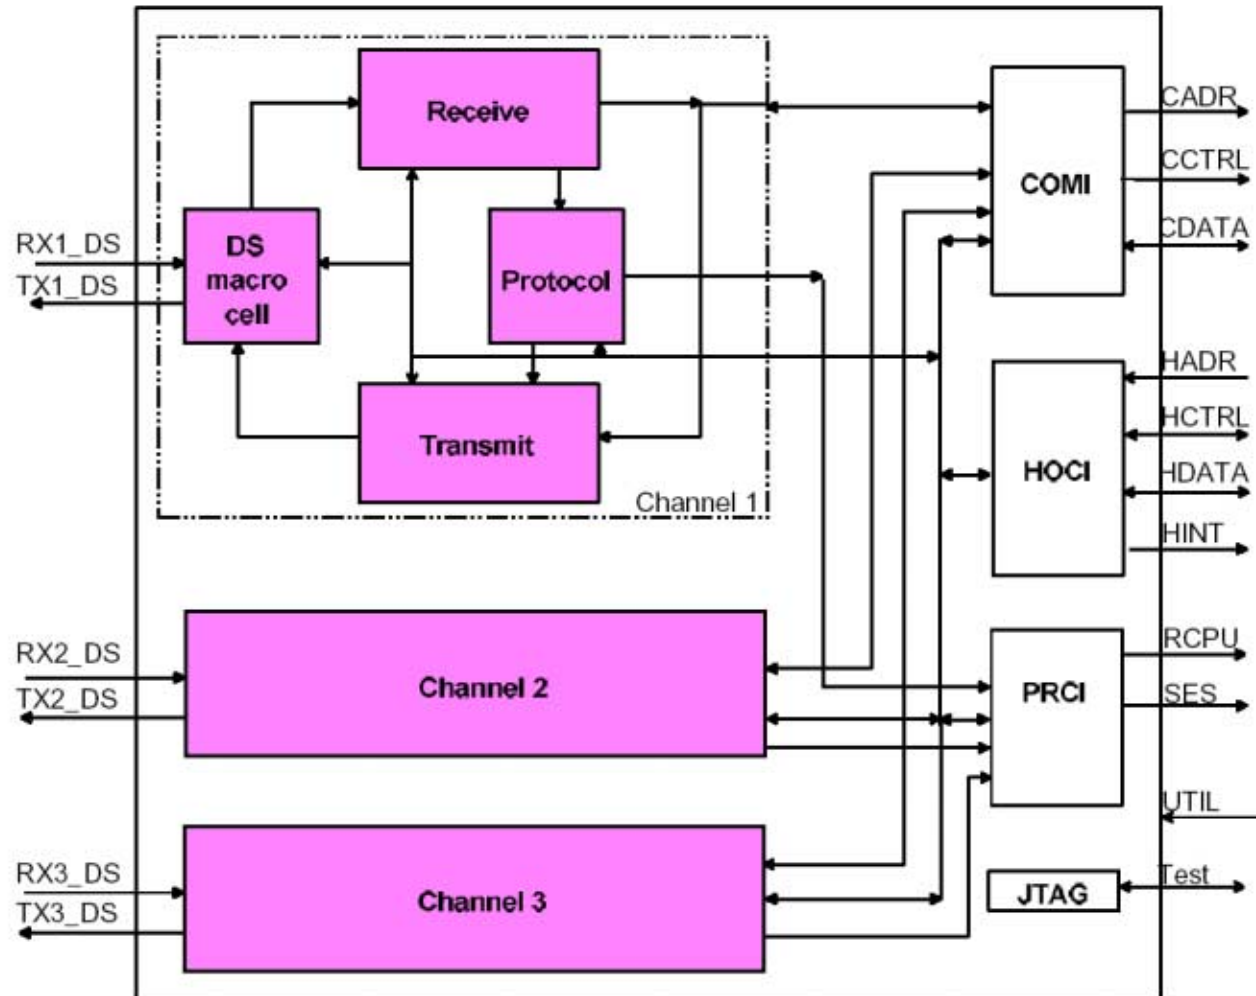 Receive
DS
macro
cell
Protocol
Transmit
Channel 1
RX1_DS
TX1_DS
COMI
CADR
CCTRL
CDATA
HOCI
HADR
HCTRL
HDATA
HINT
RX2_DS
TX2_DS
Channel 2
PRCI
RCPU
SES
UTIL
RX3_DS
TX3_DS
Channel 3
JTAG
Test